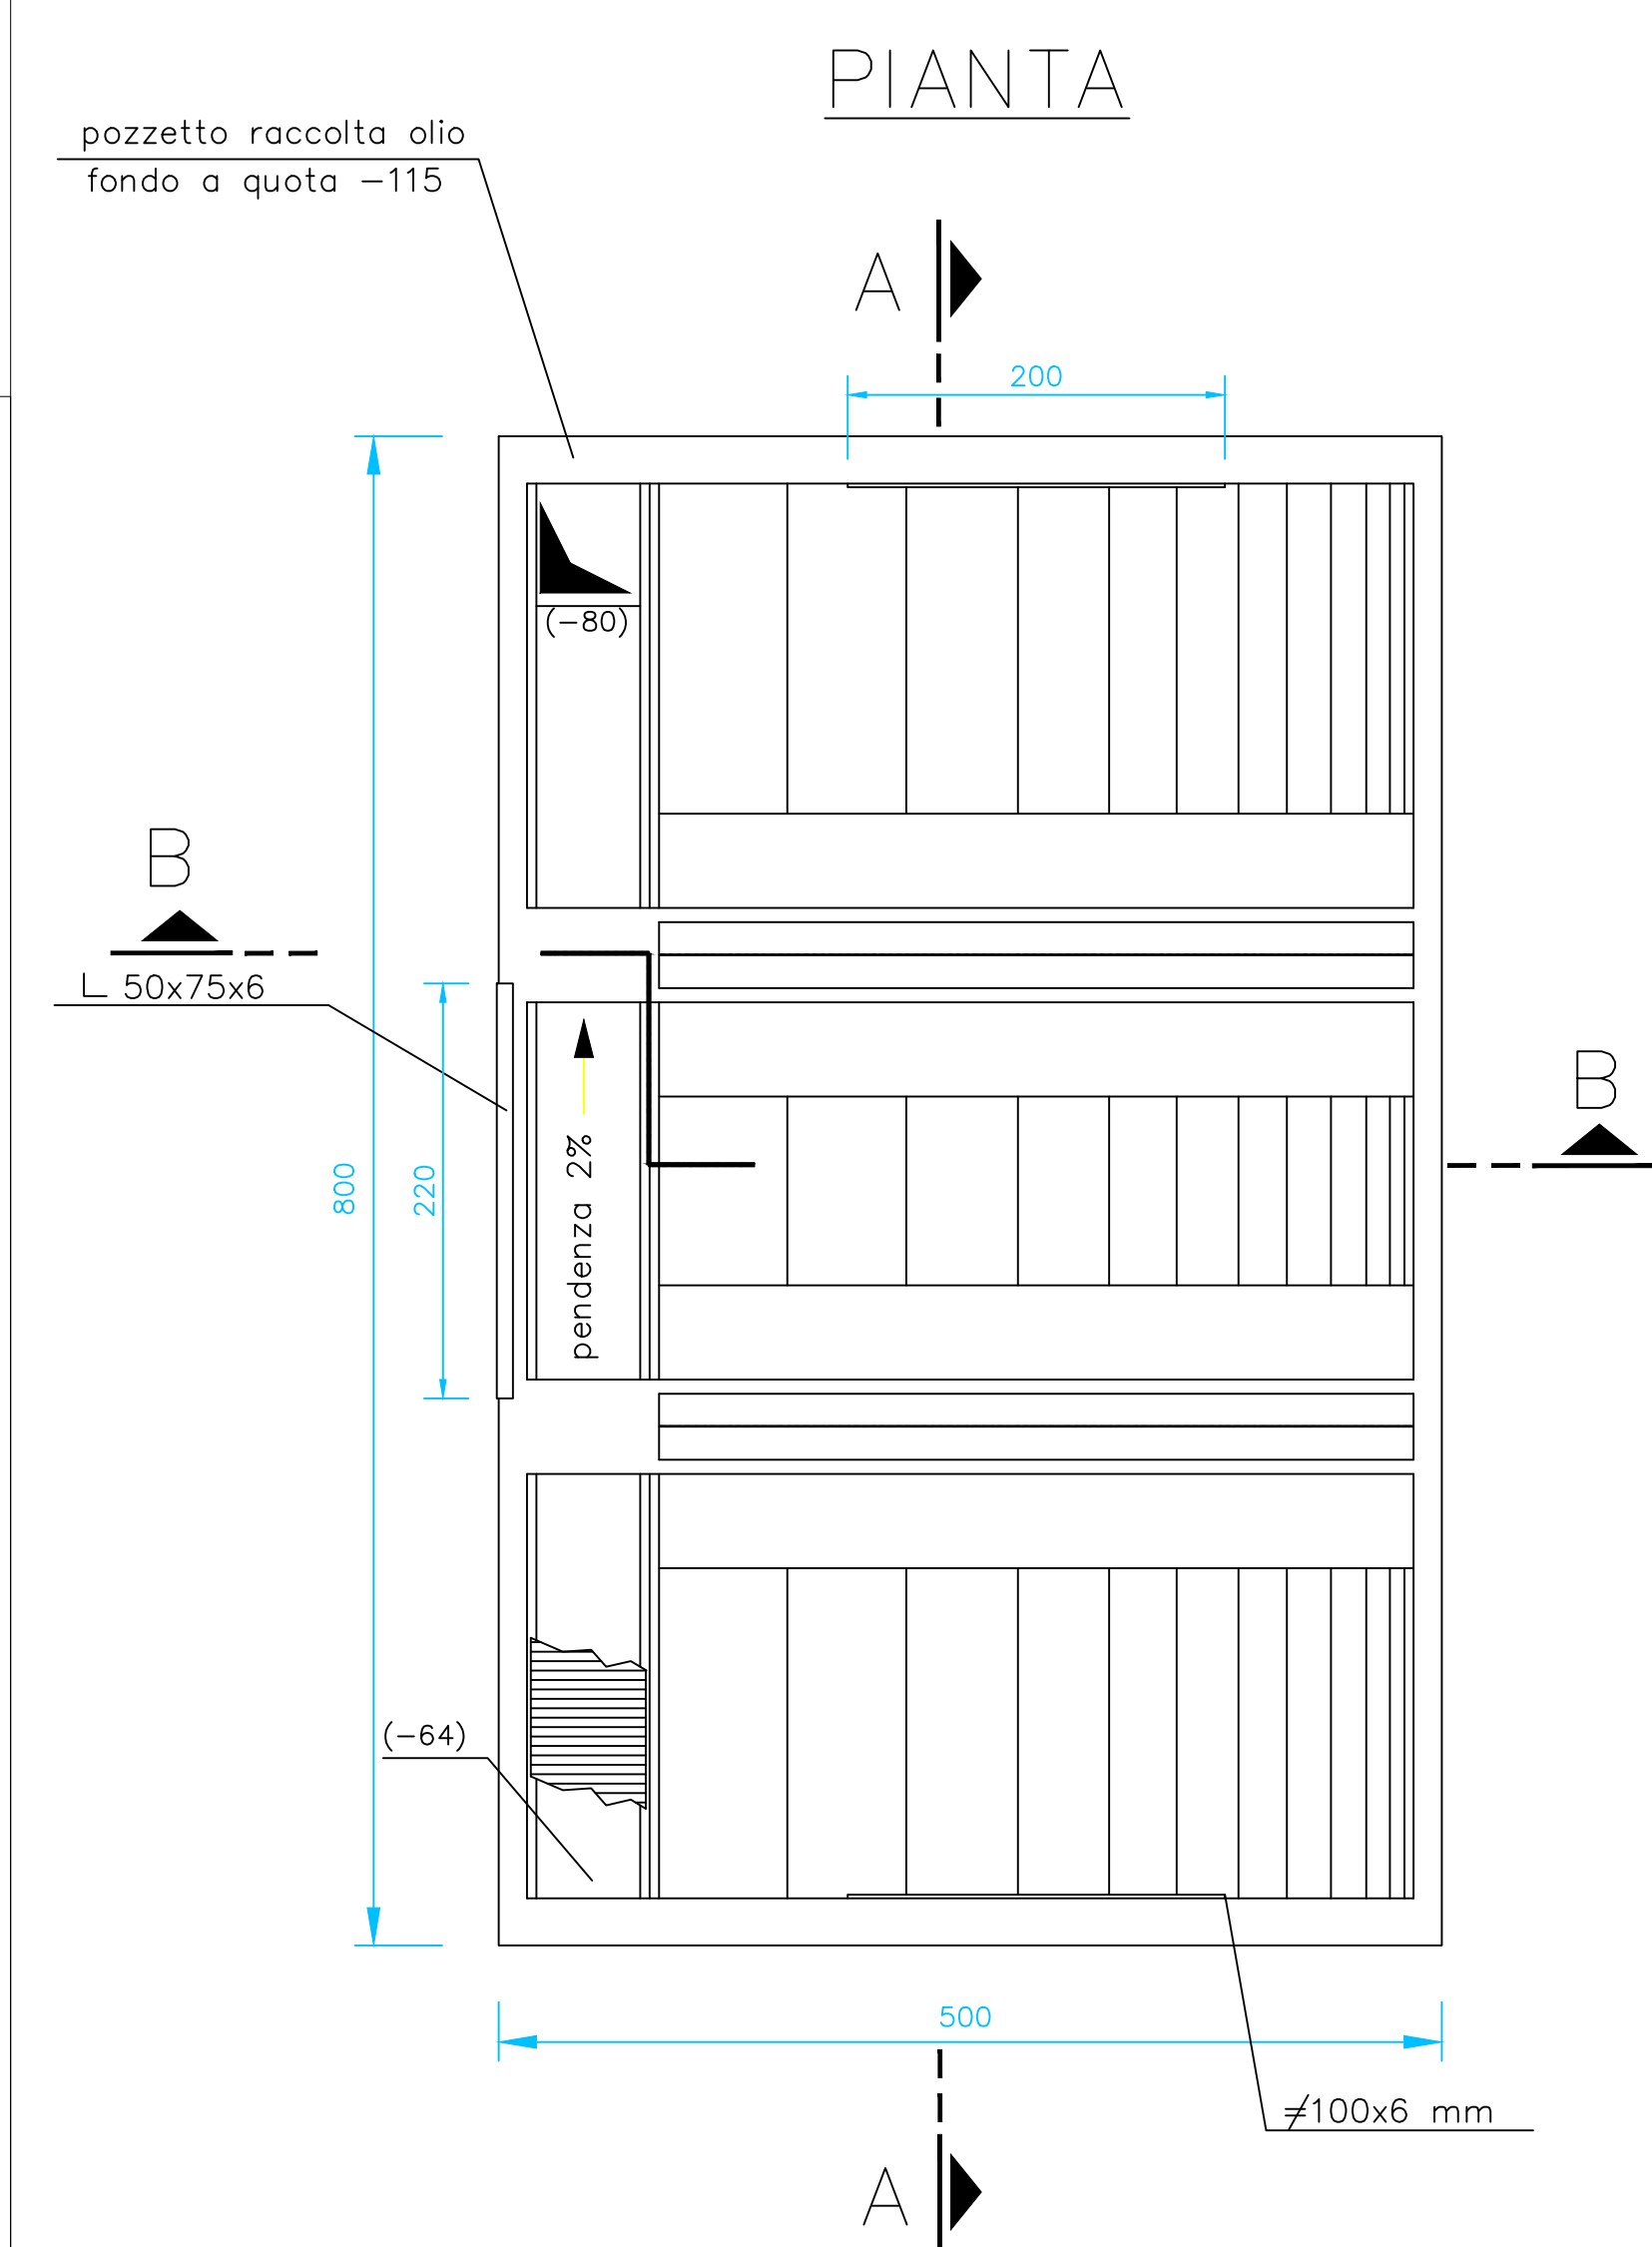 PIANTA
pozzetto raccolta olio
fondo a quota -115
A
200
(-80)
B
L 50x75x6
B
800
220
pendenza 2%
(-64)
500
≠100x6 mm
A